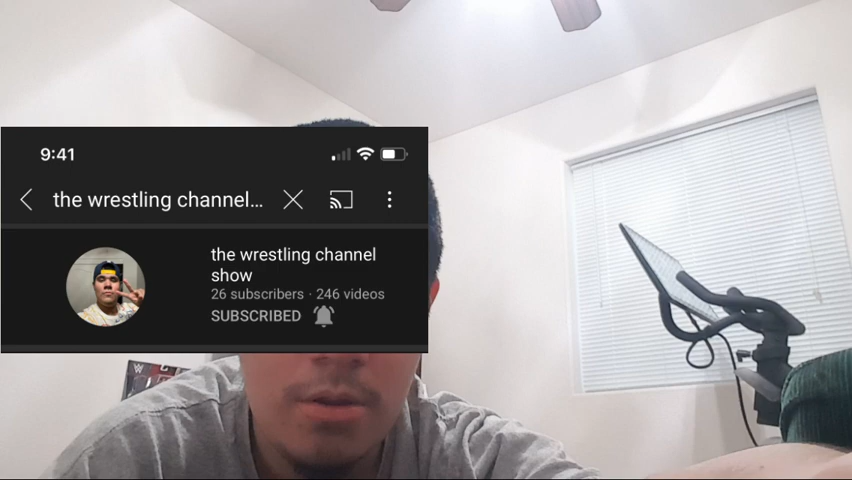 9:41
the wrestling channel...
the wrestling channel
show
26 subscribers · 246 videos
SUBSCRIBED
W